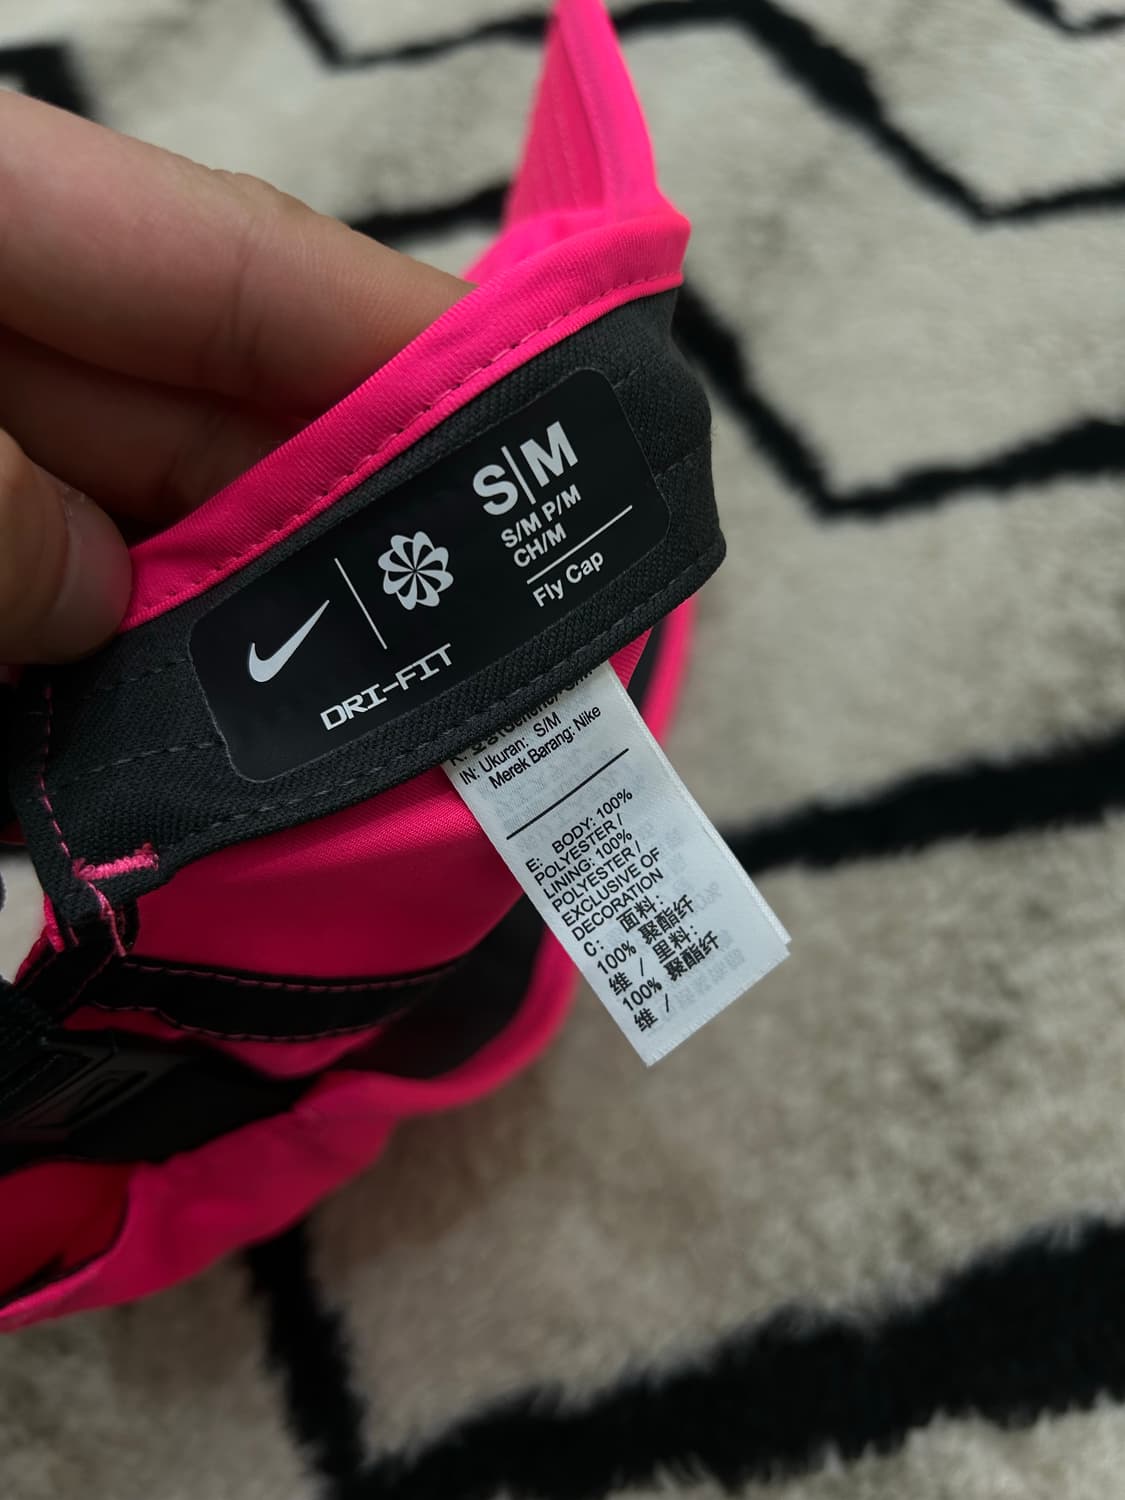 S|M
S/M P/M
CH/M
Fly Cap
DRI-FIT
IN: Ukuran: S/M
Merek Barang: Nike
E: BODY: 100%
POLYESTER /
LINING: 100%
POLYESTER /
EXCLUSIVE OF
DECORATION
C: 面料:
100% 聚酯纤
维 / 里料:
100% 聚酯纤
维 /